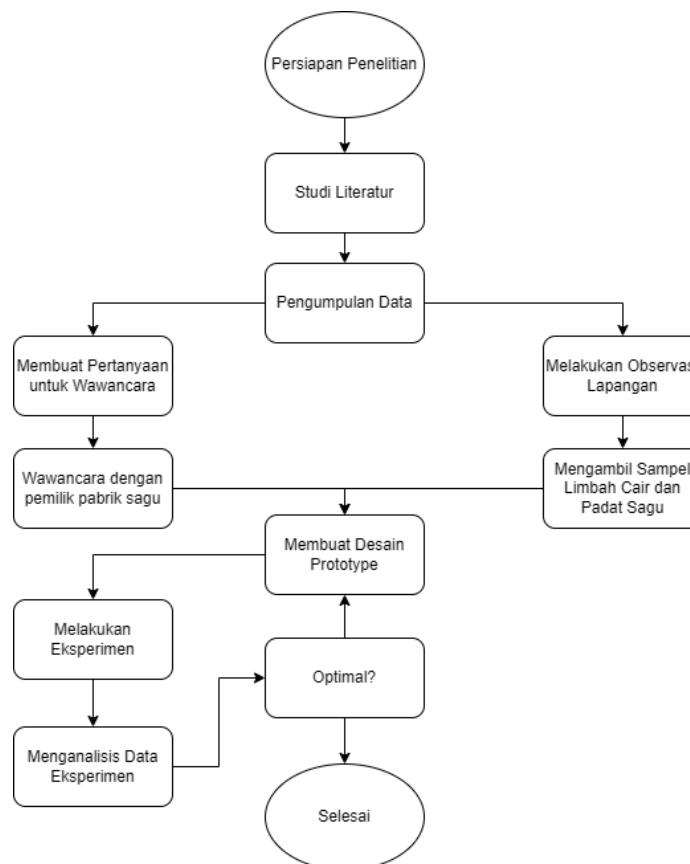 Persiapan Penelitian
Studi Literatur
Pengumpulan Data
Membuat Pertanyaan
untuk Wawancara
Melakukan Observas
Lapangan
Wawancara dengan
pemilik pabrik sagu
Mengambil Sampel
Limbah Cair dan
Padat Sagu
Membuat Desain
Prototype
Melakukan
Eksperimen
Optimal?
Menganalisis Data
Eksperimen
Selesai